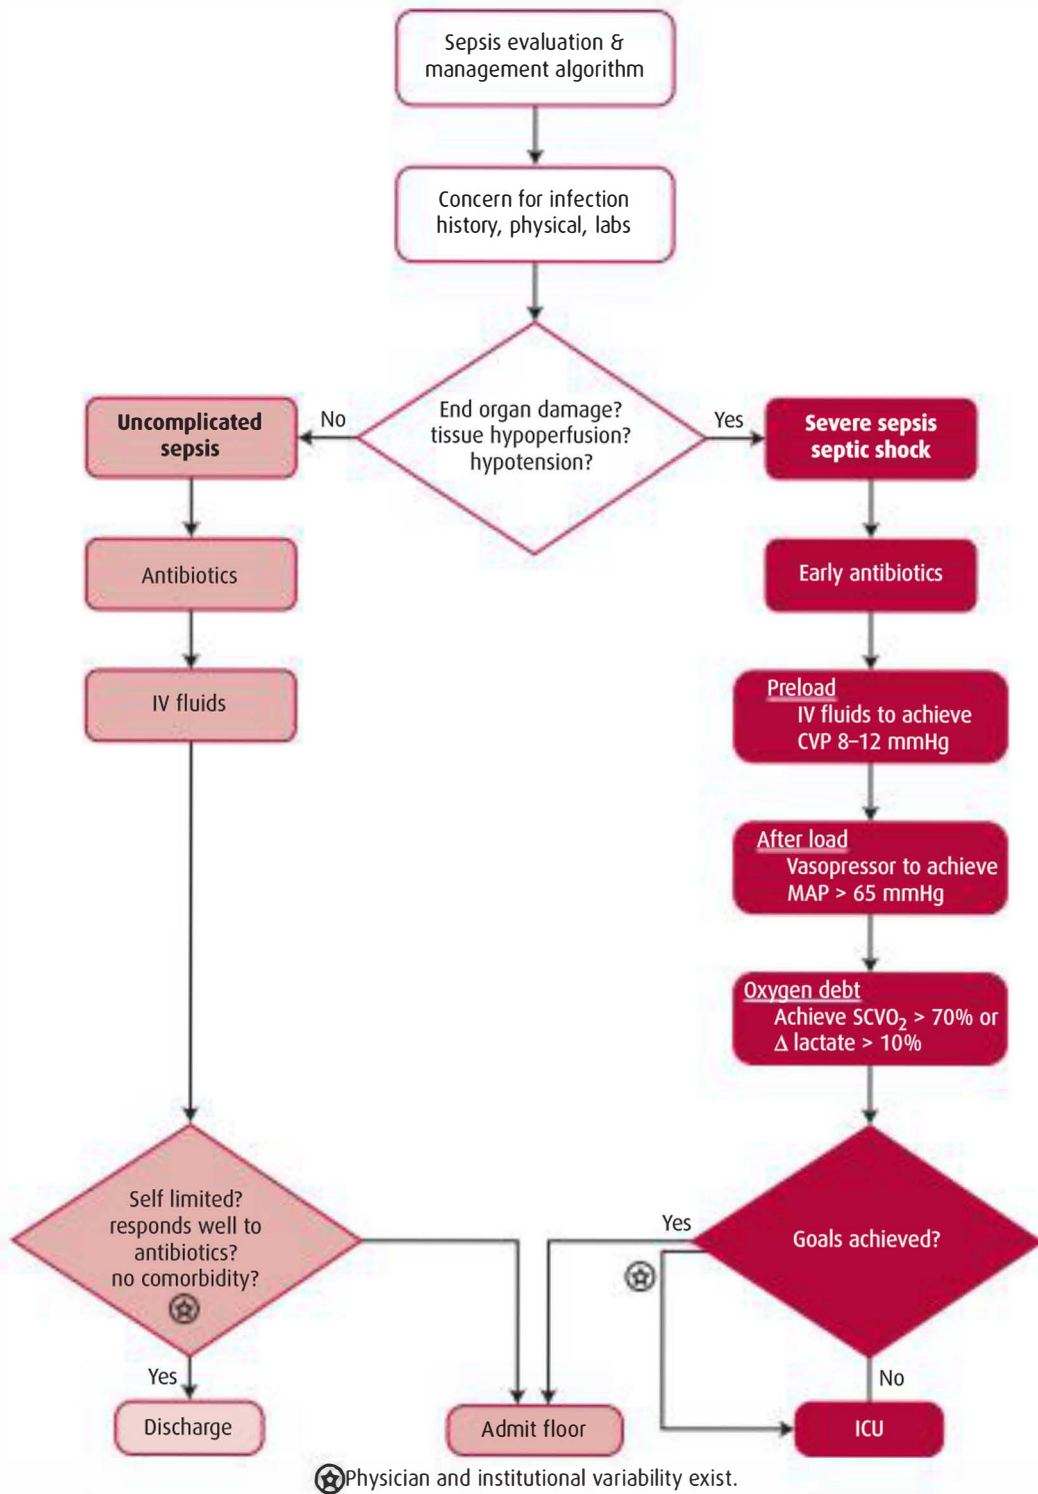 Sepsis evaluation &
management algorithm
Concern for infection
history, physical, labs
End organ damage?
tissue hypoperfusion?
hypotension?
No
Yes
Uncomplicated
sepsis
Severe sepsis
septic shock
Antibiotics
Early antibiotics
IV fluids
Preload
IV fluids to achieve
CVP 8–12 mmHg
After load
Vasopressor to achieve
MAP > 65 mmHg
Oxygen debt
Achieve SCVO₂ > 70% or
Δ lactate > 10%
Self limited?
responds well to
antibiotics?
no comorbidity?
Yes
Goals achieved?
Yes
No
Discharge
Admit floor
ICU
Physician and institutional variability exist.